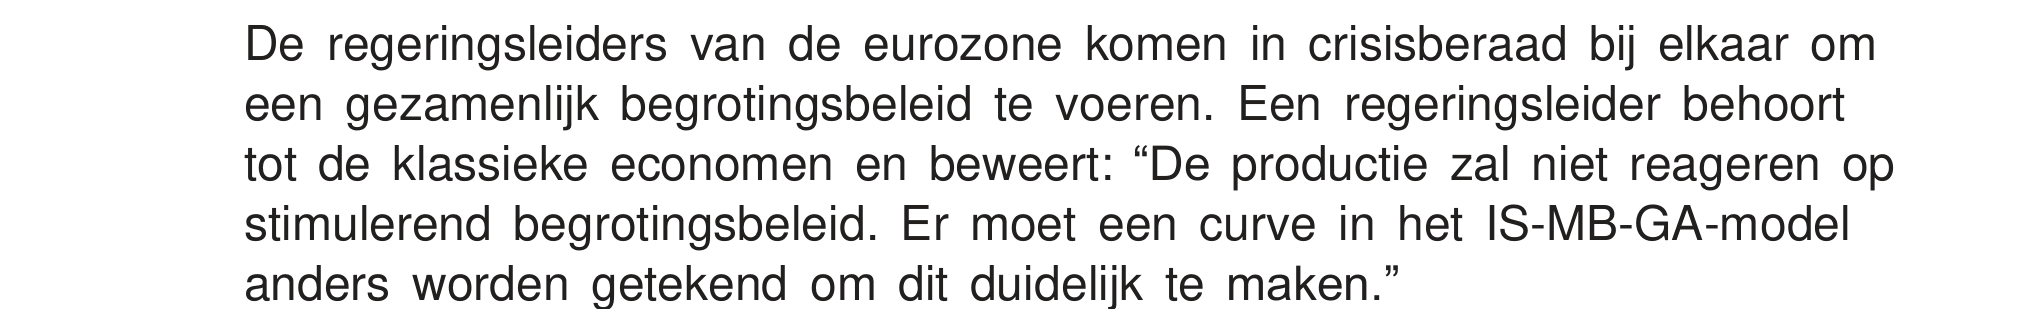 De regeringsleiders van de eurozone komen in crisisberaad bij elkaar om
een gezamenlijk begrotingsbeleid te voeren. Een regeringsleider behoort
tot de klassieke economen en beweert: “De productie zal niet reageren op
stimulerend begrotingsbeleid. Er moet een curve in het IS-MB-GA-model
anders worden getekend om dit duidelijk te maken.”